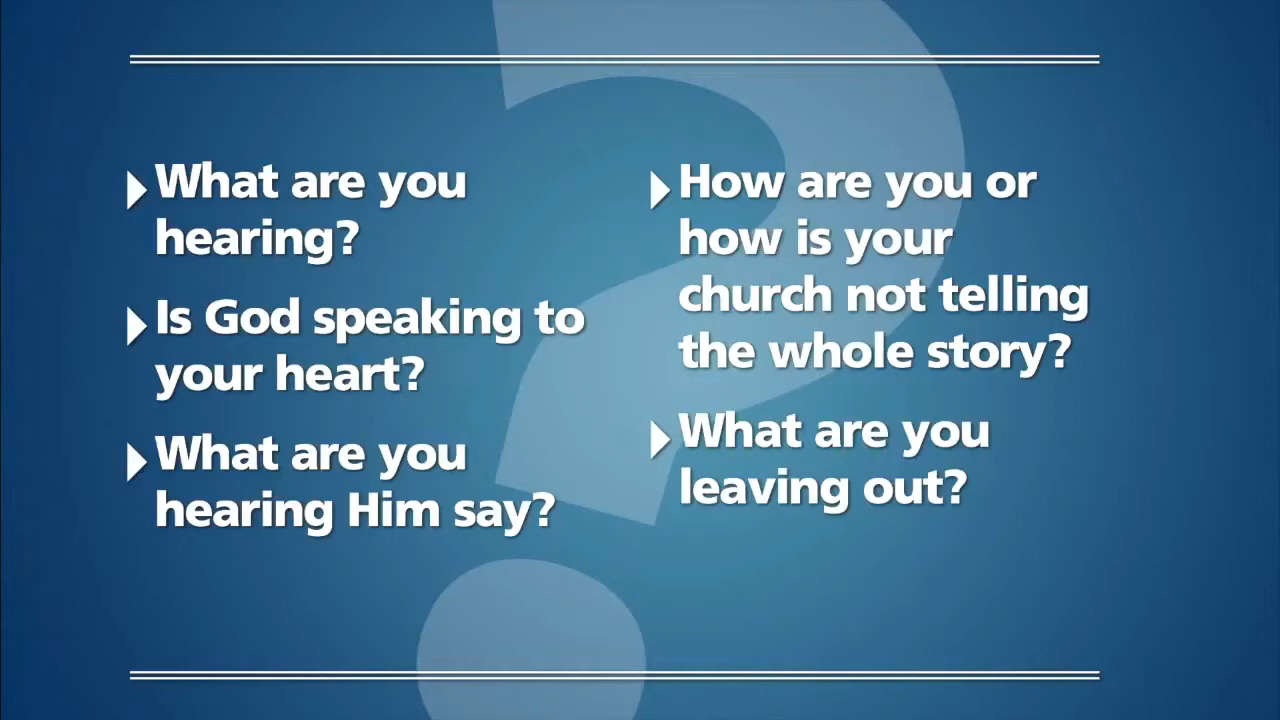 What are you
hearing?
Is God speaking to
your heart?
What are you
hearing Him say?
How are you or
how is your
church not telling
the whole story?
What are you
leaving out?